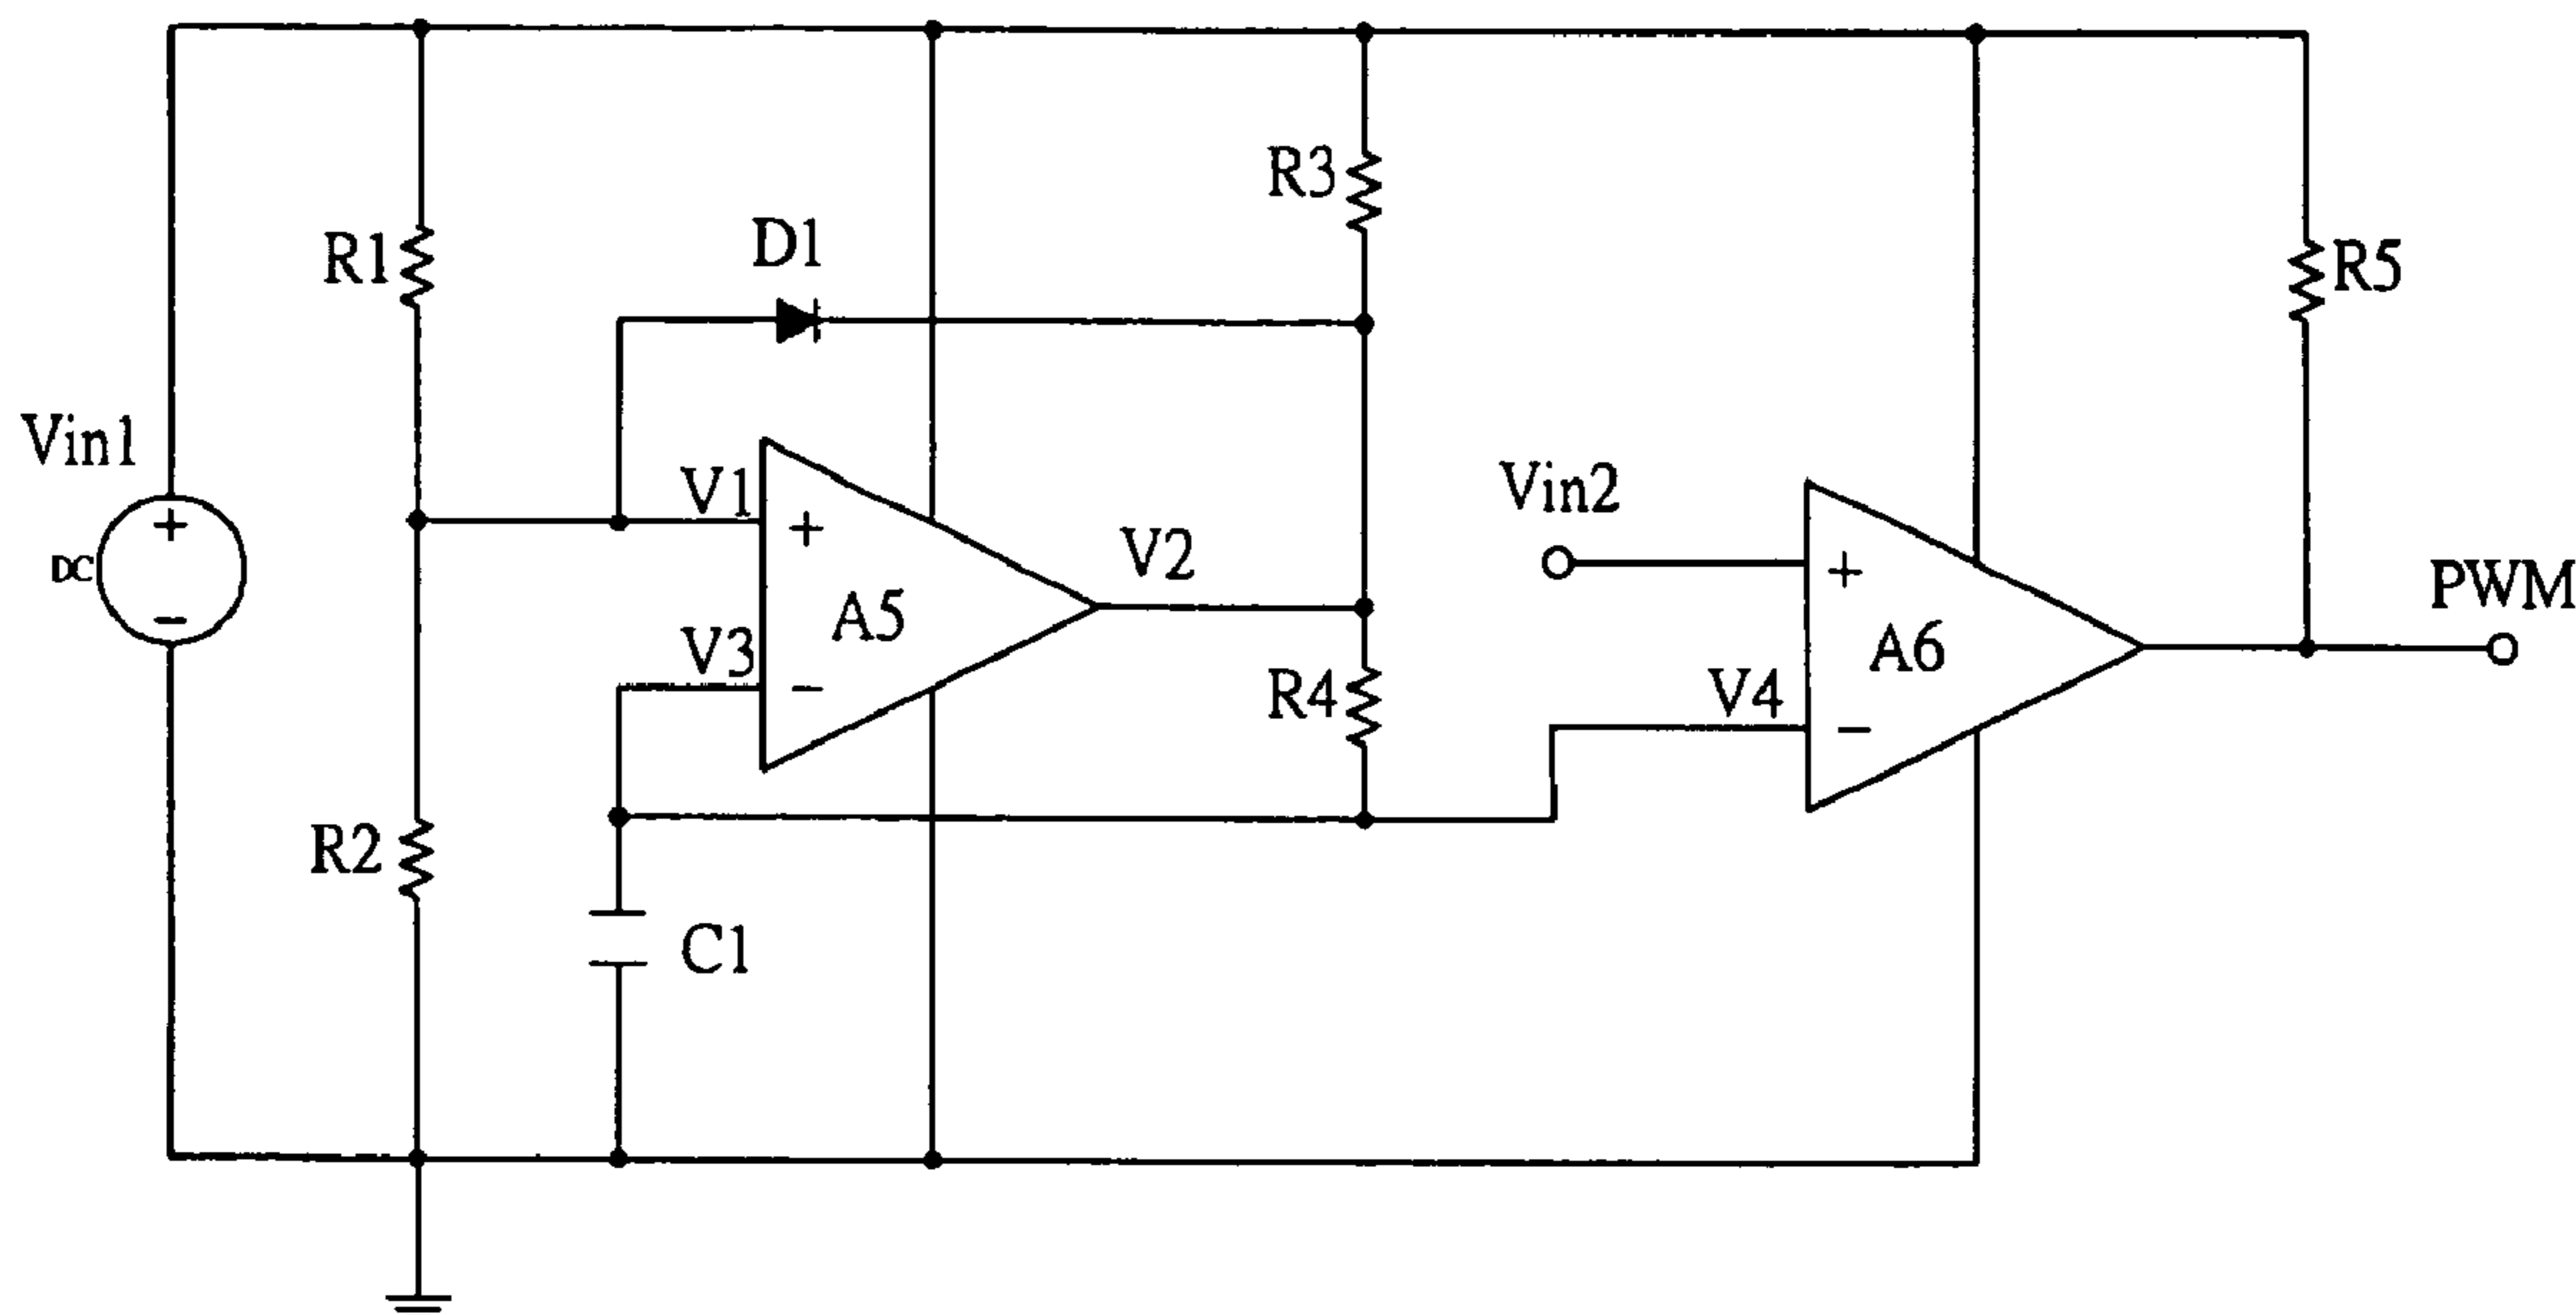 R3
D1
R1
R5
Vin1
V1
+
Vin2
+
DC
−
V2
+
PWM
A5
V3
−
R4
A6
V4
−
R2
C1